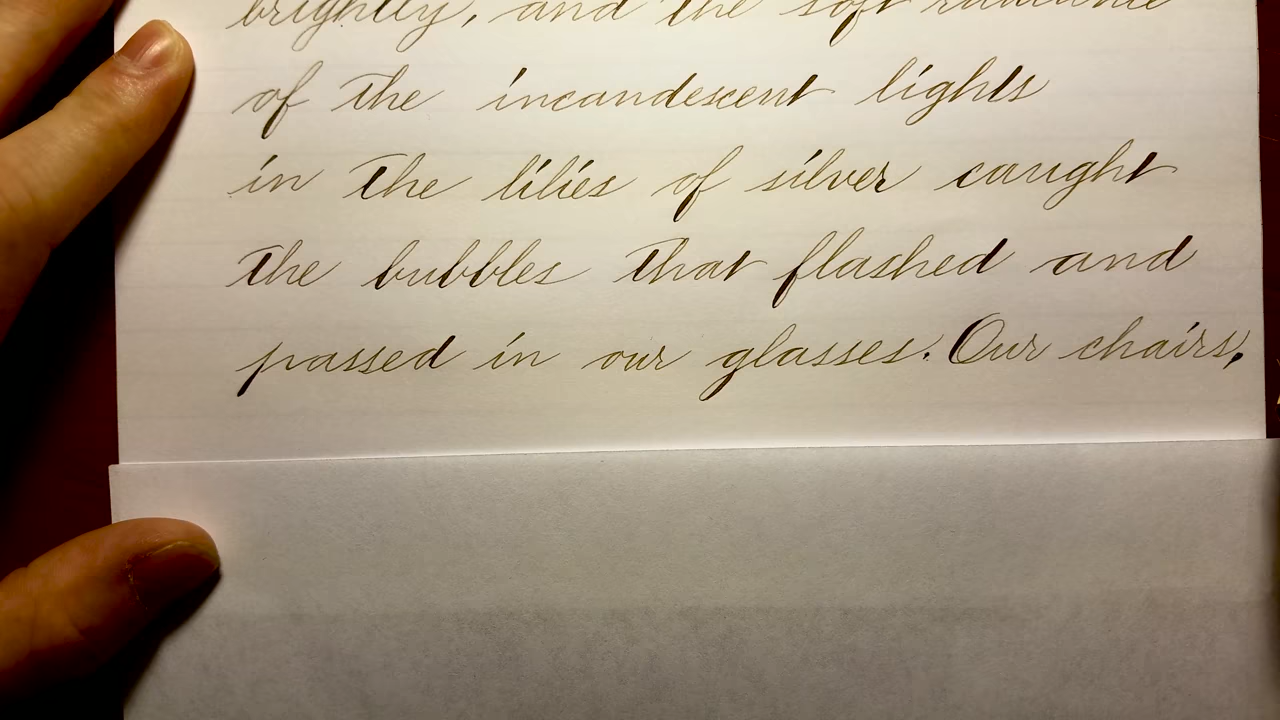 brightly, and the soft radiance
of the incandescent lights
in the lilies of silver caught
the bubbles that flashed and
passed in our glasses. Our chairs,